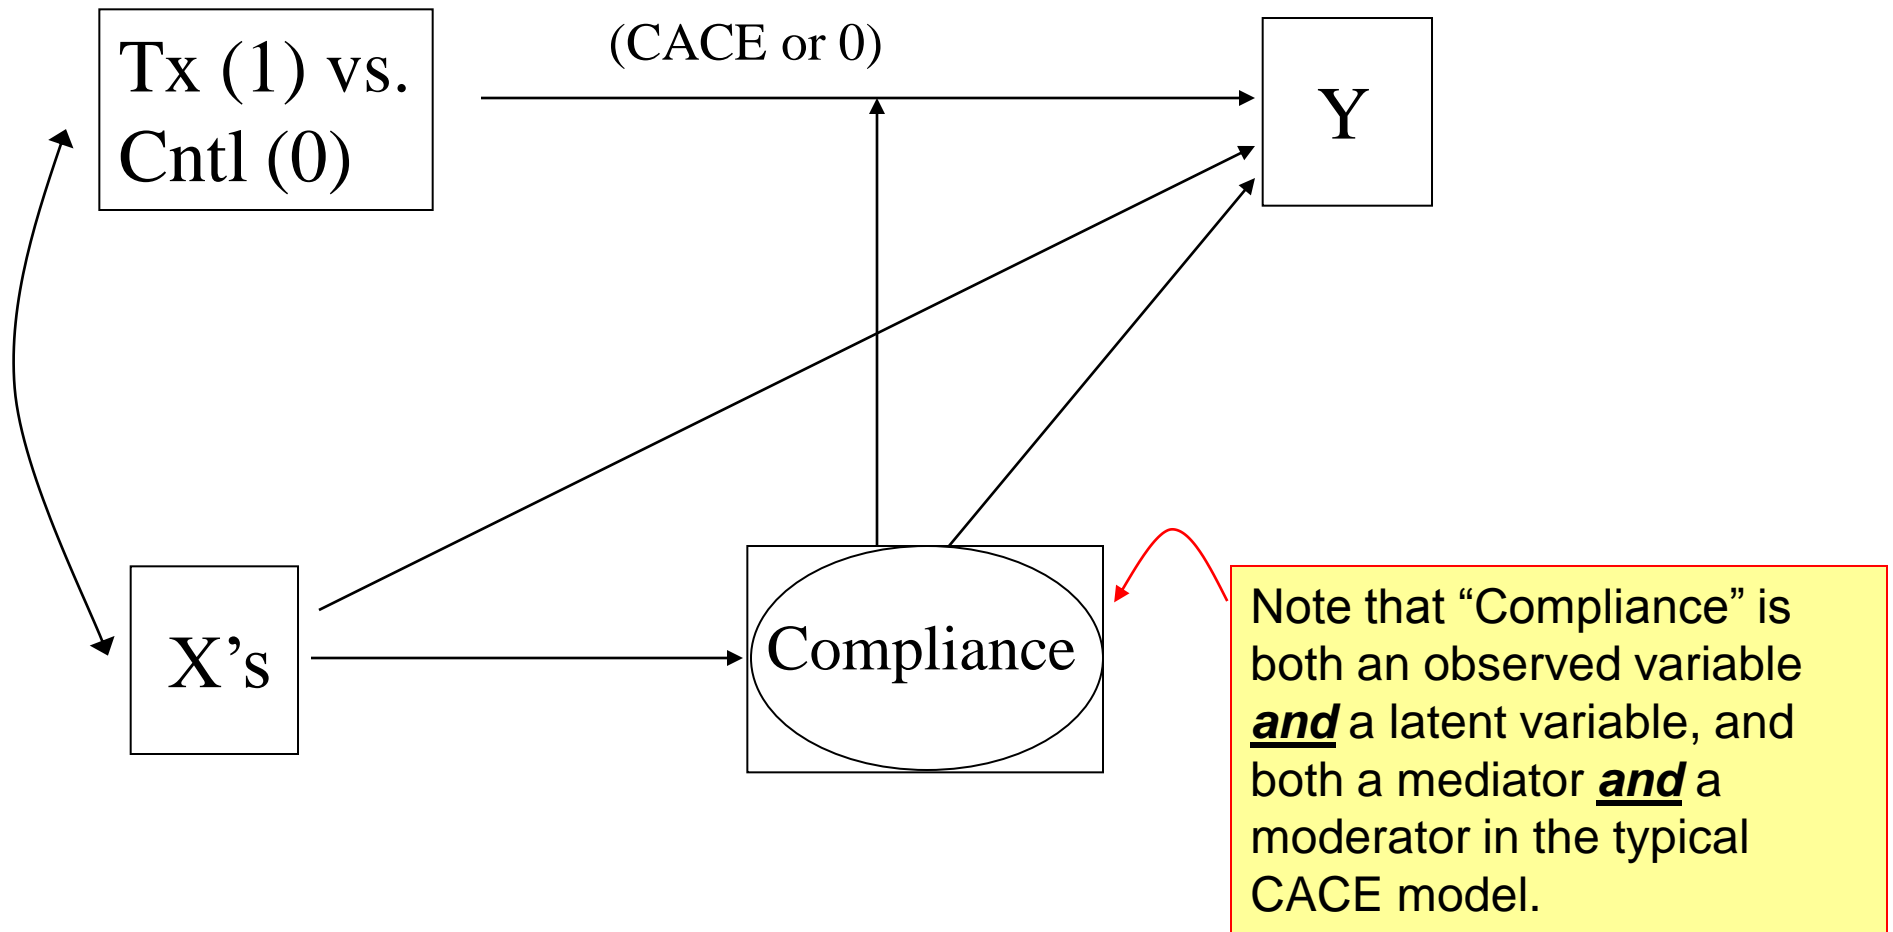 Tx (1) vs.
Cntl (0)
(CACE or 0)
Y
X’s
Compliance
Note that “Compliance” is
both an observed variable
and a latent variable, and
both a mediator and a
moderator in the typical
CACE model.